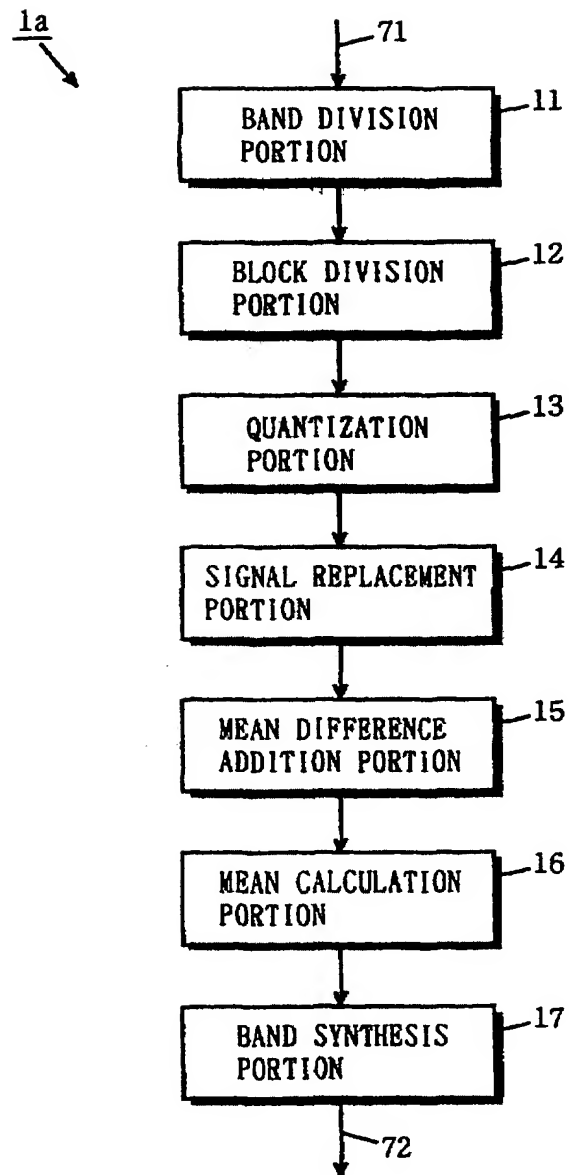 1a
71
BAND DIVISION
PORTION
11
BLOCK DIVISION
PORTION
12
QUANTIZATION
PORTION
13
SIGNAL REPLACEMENT
PORTION
14
MEAN DIFFERENCE
ADDITION PORTION
15
MEAN CALCULATION
PORTION
16
BAND SYNTHESIS
PORTION
17
72